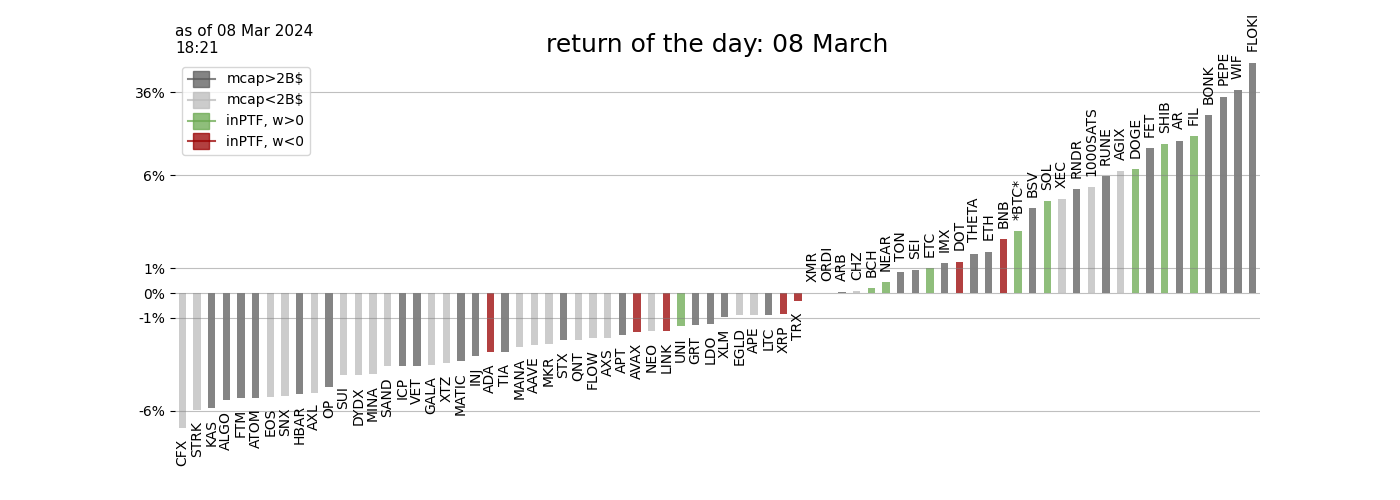 as of 08 Mar 2024
18:21
return of the day: 08 March
mcap>2B$
mcap<2B$
inPTF, w>0
inPTF, w<0
36%
6%
1%
0%
-1%
-6%
CFX
STRK
KAS
ALGO
FTM
ATOM
EOS
SNX
HBAR
AXL
OP
SUI
DYDX
MINA
SAND
ICP
VET
GALA
XTZ
MATIC
INJ
ADA
TIA
MANA
AAVE
MKR
STX
QNT
FLOW
AXS
APT
AVAX
NEO
LINK
UNI
GRT
LDO
XLM
EGLD
APE
LTC
XRP
TRX
XMR
ORDI
ARB
CHZ
BCH
NEAR
TON
SEI
ETC
IMX
DOT
THETA
ETH
BNB
*BTC*
BSV
SOL
XEC
RNDR
1000SATS
RUNE
AGIX
DOGE
FET
SHIB
AR
FIL
BONK
PEPE
WIF
FLOKI